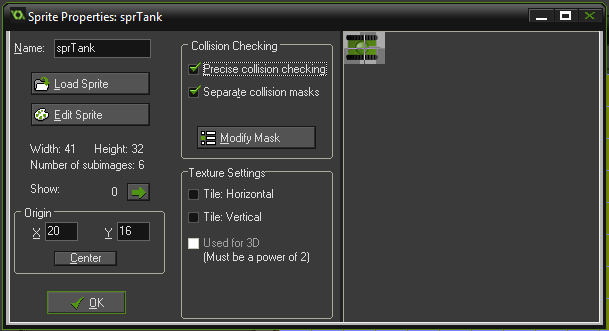 Sprite Properties: sprTank
Name: sprTank
Load Sprite
Edit Sprite
Width: 41 Height: 32
Number of subimages: 6
Show: 0
Origin
X 20 Y 16
Center
OK
Collision Checking
Precise collision checking
Separate collision masks
Modify Mask
Texture Settings
Tile: Horizontal
Tile: Vertical
Used for 3D
(Must be a power of 2)